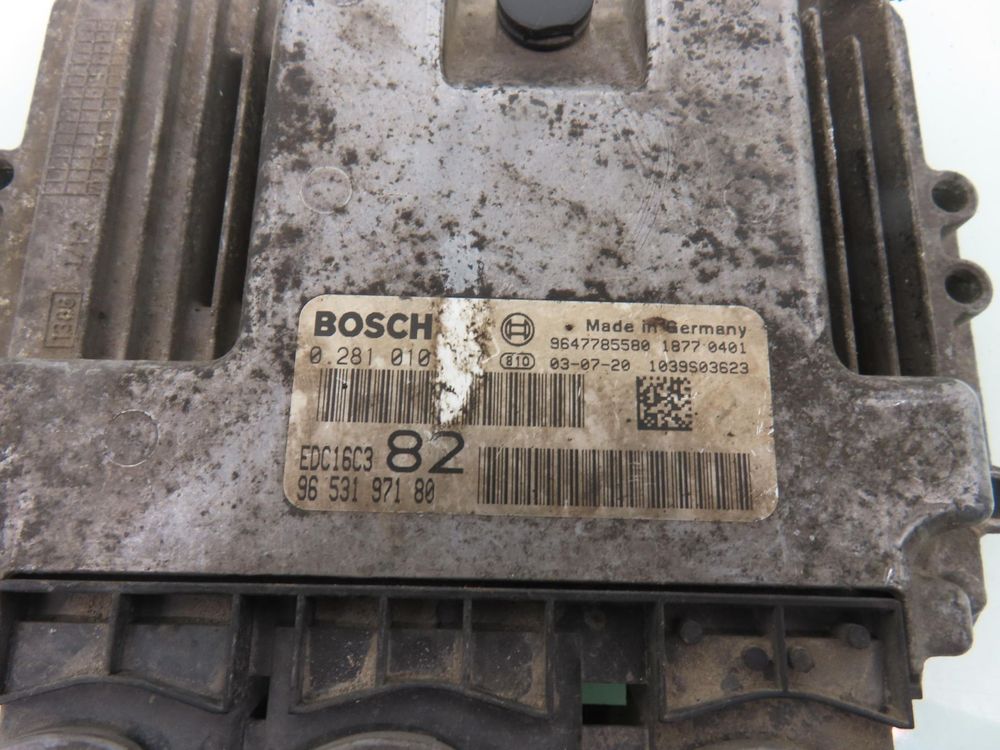 BOSCH
Made in Germany
0 281 010
9647785580 1877 0401
03-07-20 1039S03623
EDC16C3 82
96 531 971 80